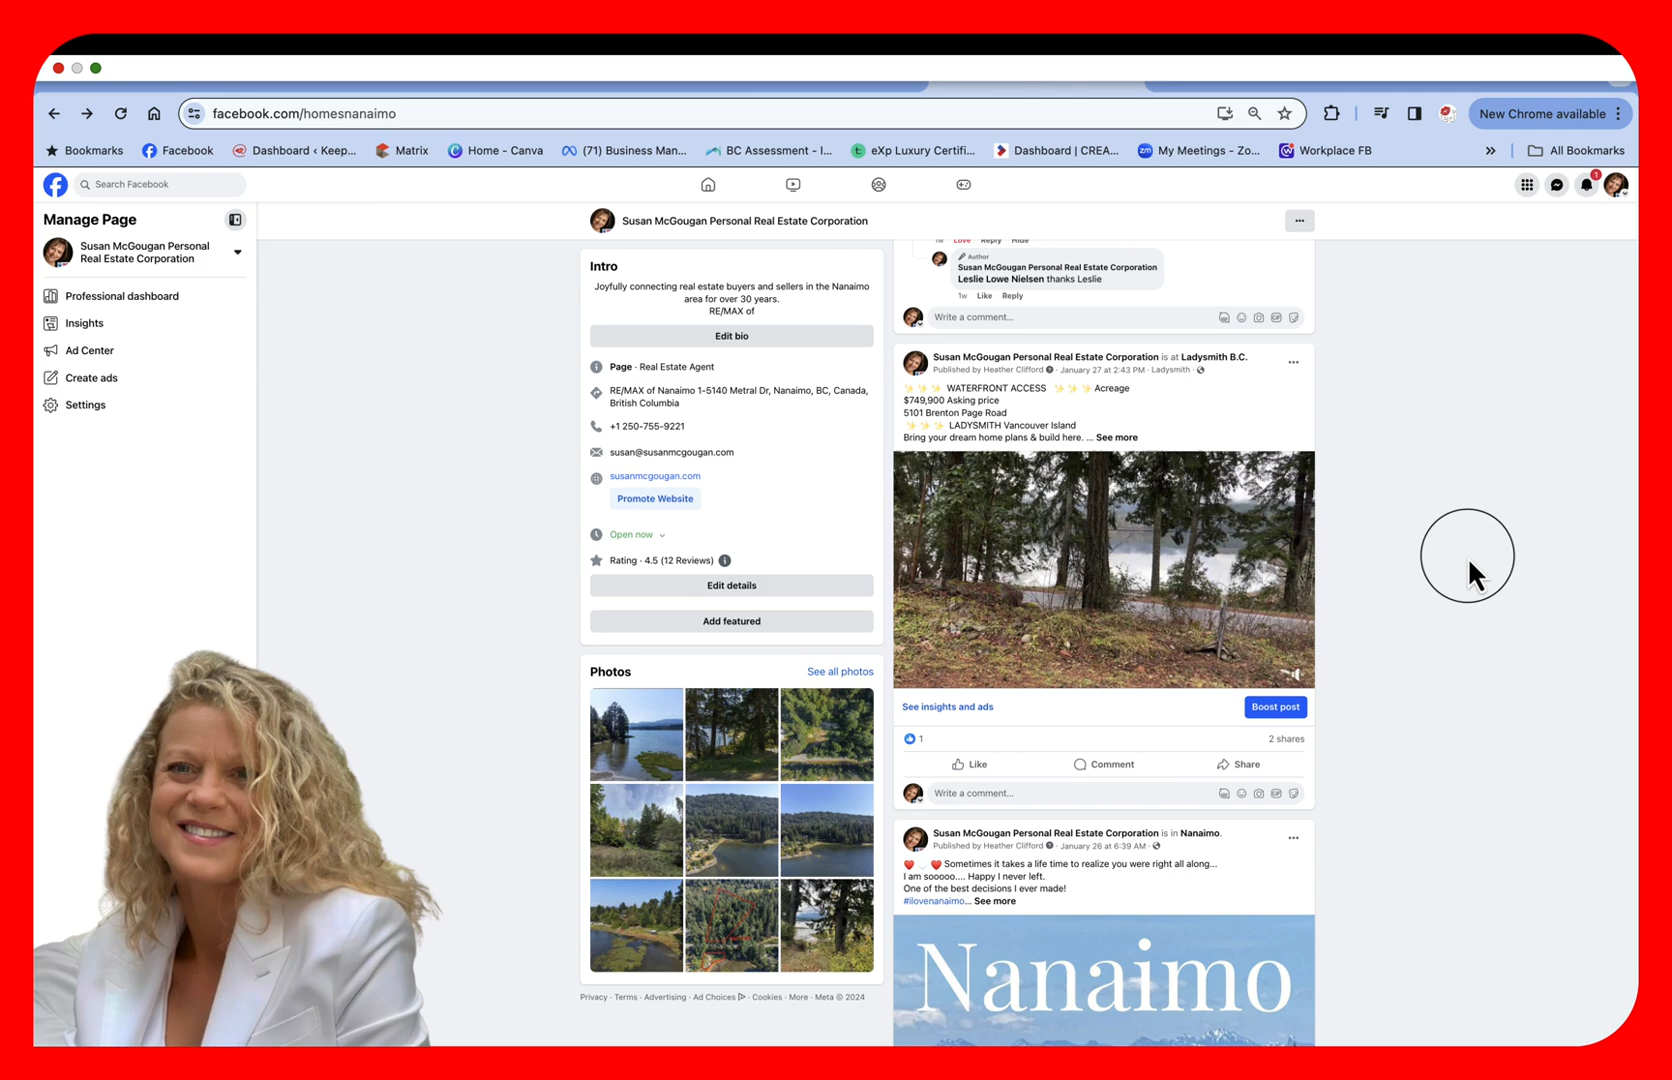 facebook.com/homesnanaimo
New Chrome available
Bookmarks
Facebook
Dashboard ‹ Keep...
Matrix
Home - Canva
(71) Business Man...
BC Assessment - I...
eXp Luxury Certifi...
Dashboard | CREA...
My Meetings - Zo...
Workplace FB
All Bookmarks
Search Facebook
1
Manage Page
Susan McGougan Personal
Real Estate Corporation
Professional dashboard
Insights
Ad Center
Create ads
Settings
Susan McGougan Personal Real Estate Corporation
Intro
Joyfully connecting real estate buyers and sellers in the Nanaimo
area for over 30 years.
RE/MAX of
Edit bio
Page · Real Estate Agent
RE/MAX of Nanaimo 1-5140 Metral Dr, Nanaimo, BC, Canada,
British Columbia
+1 250-755-9221
susan@susanmcgougan.com
susanmcgougan.com
Promote Website
Open now
Rating · 4.5 (12 Reviews)
Edit details
Add featured
Photos
See all photos
Privacy · Terms · Advertising · Ad Choices · Cookies · More · Meta © 2024
1w Love Reply Hide
Author
Susan McGougan Personal Real Estate Corporation
Leslie Lowe Nielsen thanks Leslie
1w Like Reply
Write a comment...
Susan McGougan Personal Real Estate Corporation is at Ladysmith B.C.
Published by Heather Clifford · January 27 at 2:43 PM · Ladysmith ·
✨✨✨ WATERFRONT ACCESS ✨✨✨ Acreage
$749,900 Asking price
5101 Brenton Page Road
✨✨✨ LADYSMITH Vancouver Island
Bring your dream home plans & build here. ... See more
See insights and ads
Boost post
1
2 shares
Like
Comment
Share
Write a comment...
Susan McGougan Personal Real Estate Corporation is in Nanaimo.
Published by Heather Clifford · January 26 at 6:39 AM ·
Sometimes it takes a life time to realize you were right all along...
I am sooooo.... Happy I never left.
One of the best decisions I ever made!
#ilovenanaimo... See more
Nanaimo